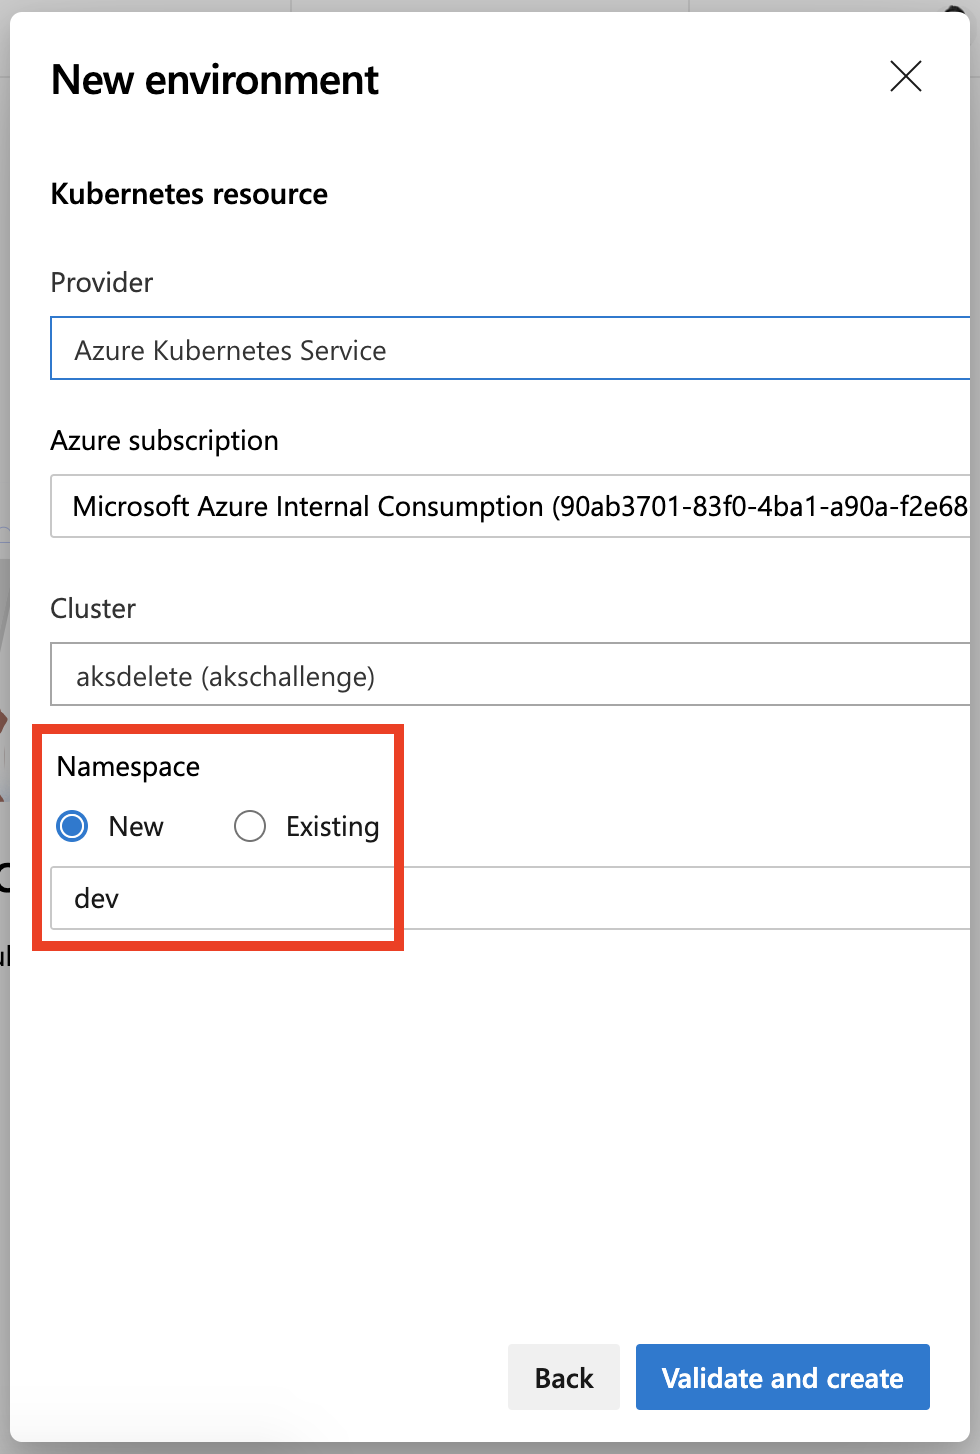 New environment
Kubernetes resource
Provider
Azure Kubernetes Service
Azure subscription
Microsoft Azure Internal Consumption (90ab3701-83f0-4ba1-a90a-f2e68
Cluster
aksdelete (akschallenge)
Namespace
New Existing
dev
Back Validate and create